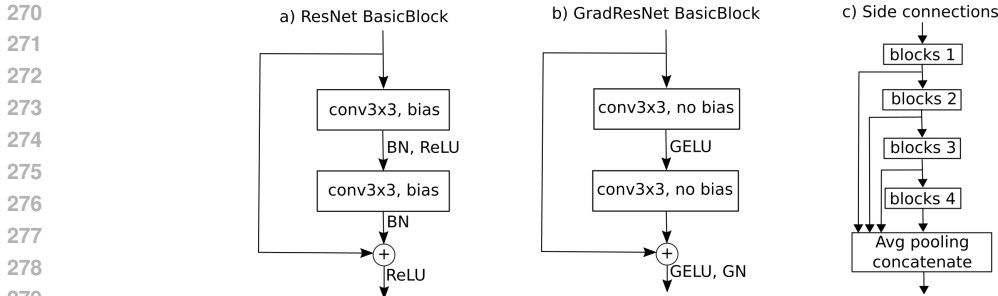 270
271
272
273
274
275
276
277
278
a) ResNet BasicBlock
conv3x3, bias
BN, ReLU
conv3x3, bias
BN
+
ReLU
b) GradResNet BasicBlock
conv3x3, no bias
GELU
conv3x3, no bias
+
GELU, GN
c) Side connections
blocks 1
blocks 2
blocks 3
blocks 4
Avg pooling
concatenate